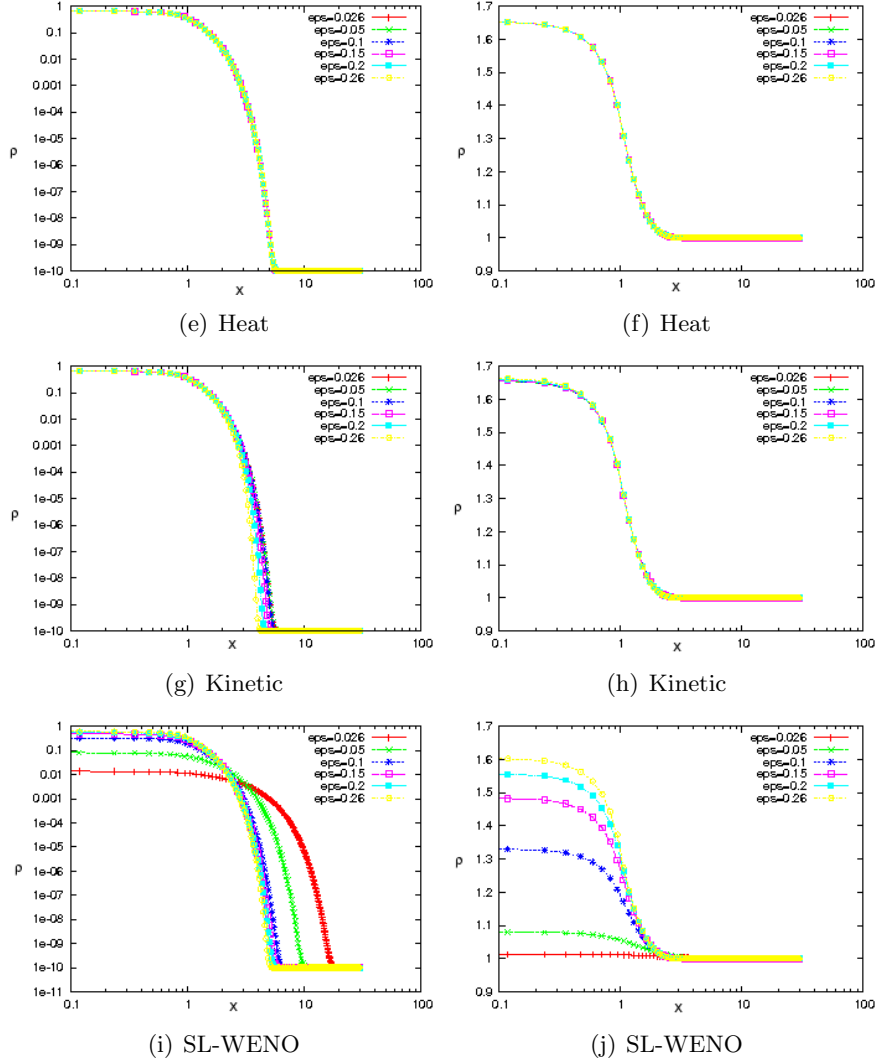 1
0.1
0.01
0.001
1e-04
1e-05
1e-06
1e-07
1e-08
1e-09
1e-10
0.1
1
10
100
ρ
x
eps=0.026
eps=0.05
eps=0.1
eps=0.15
eps=0.2
eps=0.26
(e) Heat
1.7
1.6
1.5
1.4
1.3
1.2
1.1
1
0.9
0.1
1
10
100
ρ
x
eps=0.026
eps=0.05
eps=0.1
eps=0.15
eps=0.2
eps=0.26
(f) Heat
1
0.1
0.01
0.001
1e-04
1e-05
1e-06
1e-07
1e-08
1e-09
1e-10
0.1
1
10
100
ρ
x
eps=0.026
eps=0.05
eps=0.1
eps=0.15
eps=0.2
eps=0.26
(g) Kinetic
1.7
1.6
1.5
1.4
1.3
1.2
1.1
1
0.9
0.1
1
10
100
ρ
x
eps=0.026
eps=0.05
eps=0.1
eps=0.15
eps=0.2
eps=0.26
(h) Kinetic
1
0.1
0.01
0.001
1e-04
1e-05
1e-06
1e-07
1e-08
1e-09
1e-10
1e-11
0.1
1
10
100
ρ
x
eps=0.026
eps=0.05
eps=0.1
eps=0.15
eps=0.2
eps=0.26
(i) SL-WENO
1.7
1.6
1.5
1.4
1.3
1.2
1.1
1
0.9
0.1
1
10
100
ρ
x
eps=0.026
eps=0.05
eps=0.1
eps=0.15
eps=0.2
eps=0.26
(j) SL-WENO